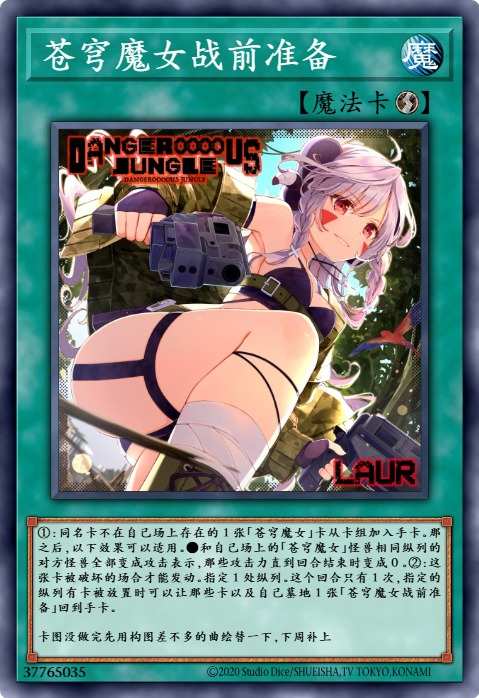 苍穹魔女战前准备
魔
【魔法卡】
DANGEROOOOUS
JUNGLE
DANGEROOOOUS JUNGLE
LAUR
①:同名卡不在自己场上存在的1张「苍穹魔女」卡从卡组加入手卡。那
之后,以下效果可以适用。●和自己场上的「苍穹魔女」怪兽相同纵列的
对方怪兽全部变成攻击表示,那些攻击力直到回合结束时变成0。②:这
张卡被破坏的场合才能发动。指定1处纵列。这个回合只有1次,指定的
纵列有卡被放置时可以让那些卡以及自己墓地1张「苍穹魔女战前准
备」回到手卡。
卡图没做完先用构图差不多的曲绘替一下,下周补上
37765035
©2020 Studio Dice/SHUEISHA,TV TOKYO,KONAMI